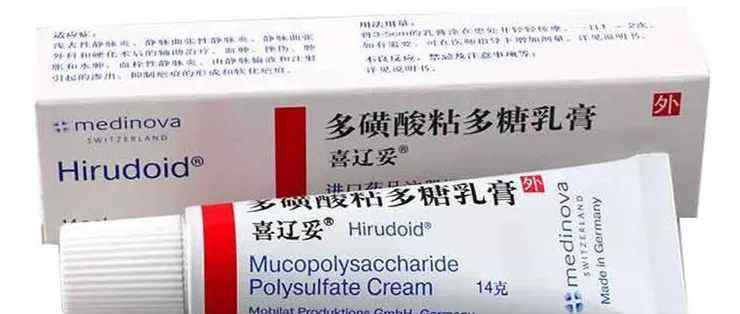 适应症：
浅表性静脉炎、静脉曲张性静脉炎、静脉曲张
外科和硬化术后的辅助治疗，血肿、挫伤、肿
胀和水肿，血栓性静脉炎，由静脉输液和注射
引起的渗出，抑制疤痕的形成和软化疤痕。
用法用量：
将3-5cm的乳膏涂在患处并轻轻按摩，一日1－2次，
如有需要，可在医师指导下增加剂量。详见说明书。
不良反应、禁忌及注意事项等：
详见说明书。
medinova
SWITZERLAND
Hirudoid®
多磺酸粘多糖乳膏
喜辽妥®
外
多磺酸粘多糖乳膏
外
喜辽妥® Hirudoid®
Mucopolysaccharide
Polysulfate Cream 14克
Mobilat Produktions GmbH, Germany
medinova
SWITZERLAND
Made in Germany